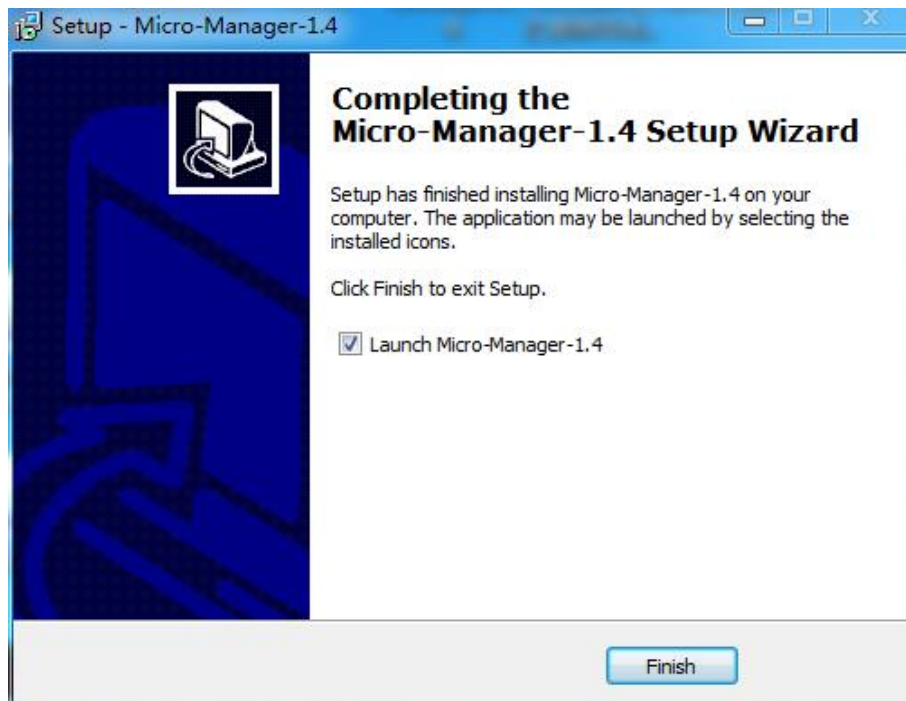 Setup - Micro-Manager-1.4
Completing the
Micro-Manager-1.4 Setup Wizard
Setup has finished installing Micro-Manager-1.4 on your
computer. The application may be launched by selecting the
installed icons.
Click Finish to exit Setup.
Launch Micro-Manager-1.4
Finish